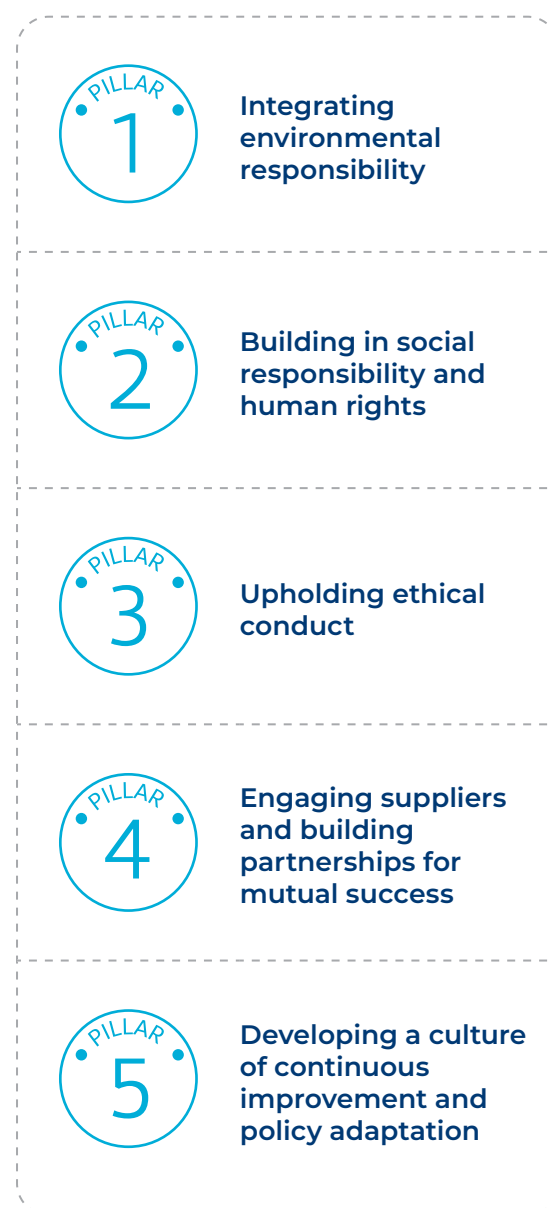 PILLAR
1
Integrating
environmental
responsibility
PILLAR
2
Building in social
responsibility and
human rights
PILLAR
3
Upholding ethical
conduct
PILLAR
4
Engaging suppliers
and building
partnerships for
mutual success
PILLAR
5
Developing a culture
of continuous
improvement and
policy adaptation